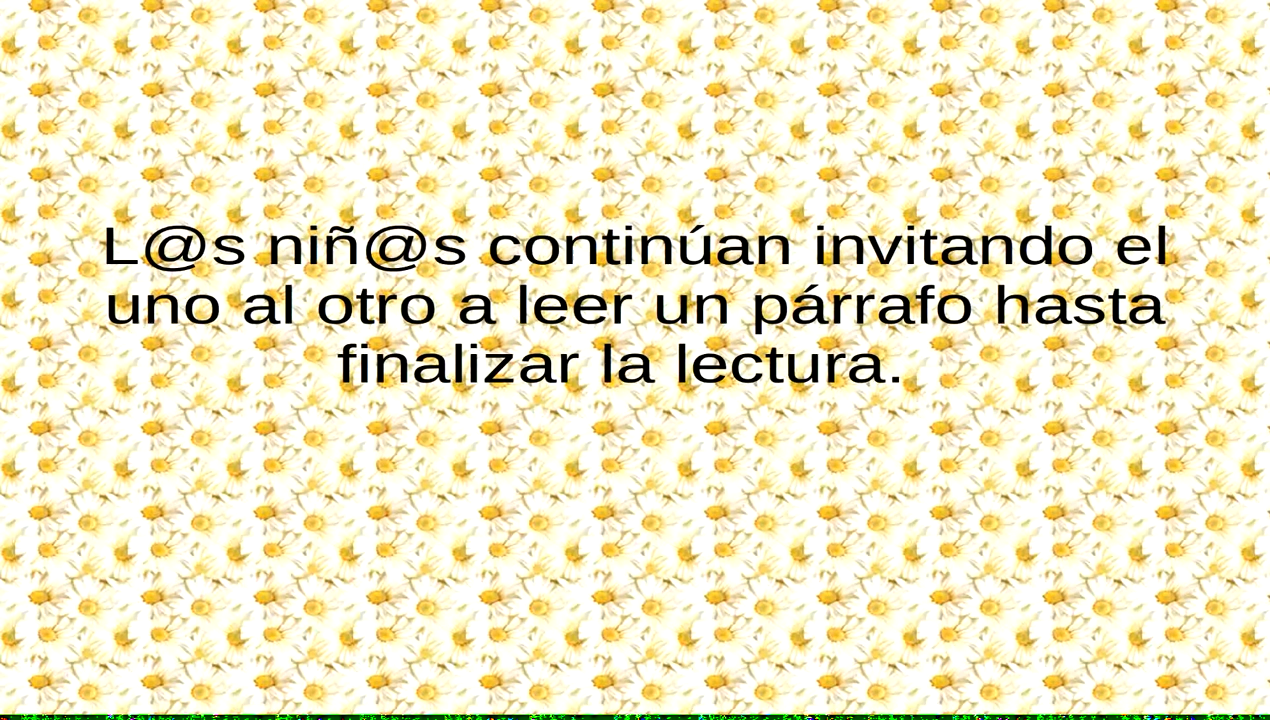 L@s niñ@s continúan invitando el
uno al otro a leer un párrafo hasta
finalizar la lectura.